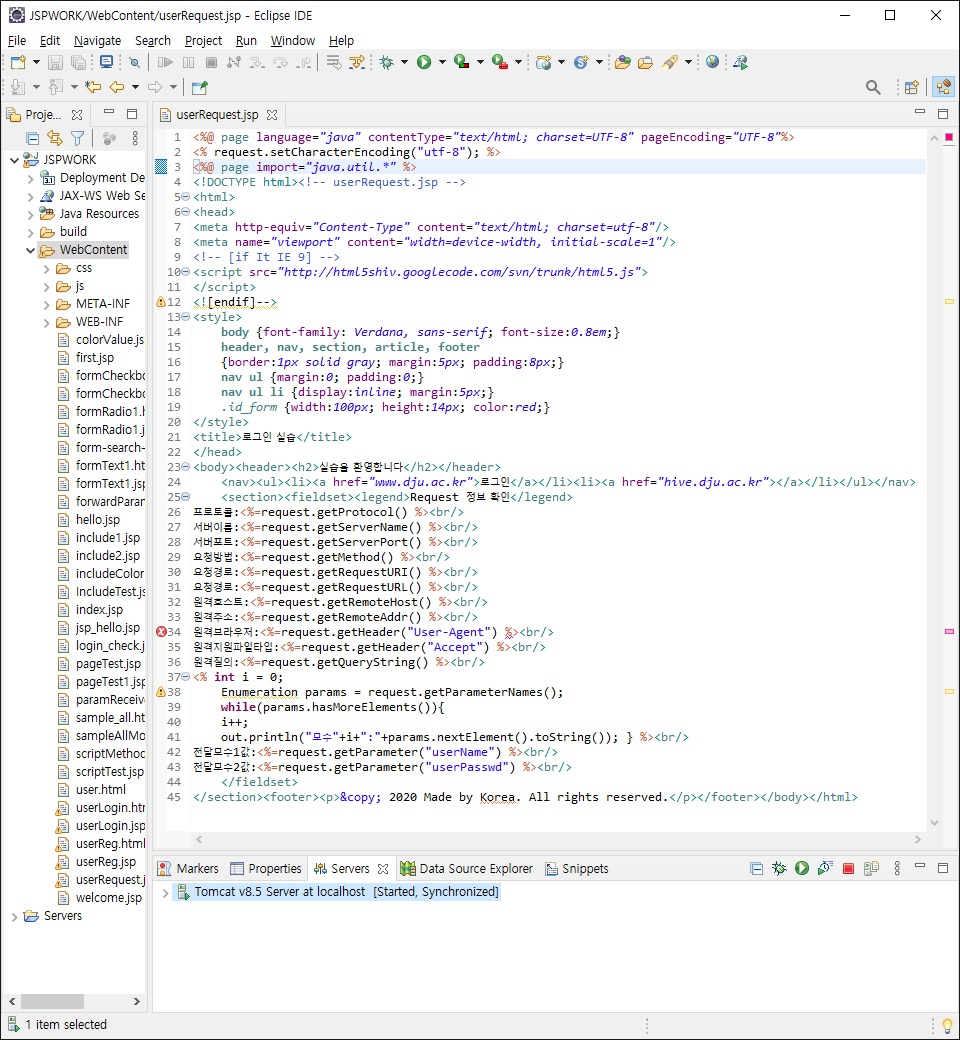 JSPWORK/WebContent/userRequest.jsp - Eclipse IDE
File Edit Navigate Search Project Run Window Help
Proje...
JSPWORK
Deployment De
JAX-WS Web Se
Java Resources
build
WebContent
css
js
META-INF
WEB-INF
colorValue.js
first.jsp
formCheckbo
formCheckbo
formRadio1.h
formRadio1.j
form-search-
formText1.ht
formText1.jsp
forwardParan
hello.jsp
include1.jsp
include2.jsp
includeColor
IncludeTest.js
index.jsp
jsp_hello.jsp
login_check.j
pageTest.jsp
pageTest1.jsp
paramReceiv
sample_all.ht
sampleAllMo
scriptMethoc
scriptTest.jsp
user.html
userLogin.htr
userLogin.jsp
userReg.html
userReg.jsp
userRequest.j
welcome.jsp
Servers
userRequest.jsp
1 <%@ page language="java" contentType="text/html; charset=UTF-8" pageEncoding="UTF-8"%>
2 <% request.setCharacterEncoding("utf-8"); %>
3 <%@ page import="java.util.*" %>
4 <!DOCTYPE html><!-- userRequest.jsp -->
5 <html>
6 <head>
7 <meta http-equiv="Content-Type" content="text/html; charset=utf-8"/>
8 <meta name="viewport" content="width=device-width, initial-scale=1"/>
9 <!-- [if It IE 9] -->
10 <script src="http://html5shiv.googlecode.com/svn/trunk/html5.js">
11 </script>
12 <![endif]-->
13 <style>
14 body {font-family: Verdana, sans-serif; font-size:0.8em;}
15 header, nav, section, article, footer
16 {border:1px solid gray; margin:5px; padding:8px;}
17 nav ul {margin:0; padding:0;}
18 nav ul li {display:inline; margin:5px;}
19 .id_form {width:100px; height:14px; color:red;}
20 </style>
21 <title>로그인 실습</title>
22 </head>
23 <body><header><h2>실습을 환영합니다</h2></header>
24 <nav><ul><li><a href="www.dju.ac.kr">로그인</a></li><li><a href="hive.dju.ac.kr"></a></li></ul></nav>
25 <section><fieldset><legend>Request 정보 확인</legend>
26 프로토콜:<%=request.getProtocol() %><br/>
27 서버이름:<%=request.getServerName() %><br/>
28 서버포트:<%=request.getServerPort() %><br/>
29 요청방법:<%=request.getMethod() %><br/>
30 요청경로:<%=request.getRequestURI() %><br/>
31 요청경로:<%=request.getRequestURL() %><br/>
32 원격호스트:<%=request.getRemoteHost() %><br/>
33 원격주소:<%=request.getRemoteAddr() %><br/>
34 원격브라우저:<%=request.getHeader("User-Agent") %><br/>
35 원격지원파일타입:<%=request.getHeader("Accept") %><br/>
36 원격질의:<%=request.getQueryString() %><br/>
37 <% int i = 0;
38 Enumeration params = request.getParameterNames();
39 while(params.hasMoreElements()){
40 i++;
41 out.println("모수"+i+":"+params.nextElement().toString()); } %><br/>
42 전달모수1값:<%=request.getParameter("userName") %><br/>
43 전달모수2값:<%=request.getParameter("userPasswd") %><br/>
44 </fieldset>
45 </section><footer><p>&copy; 2020 Made by Korea. All rights reserved.</p></footer></body></html>
Markers Properties Servers Data Source Explorer Snippets
Tomcat v8.5 Server at localhost [Started, Synchronized]
1 item selected